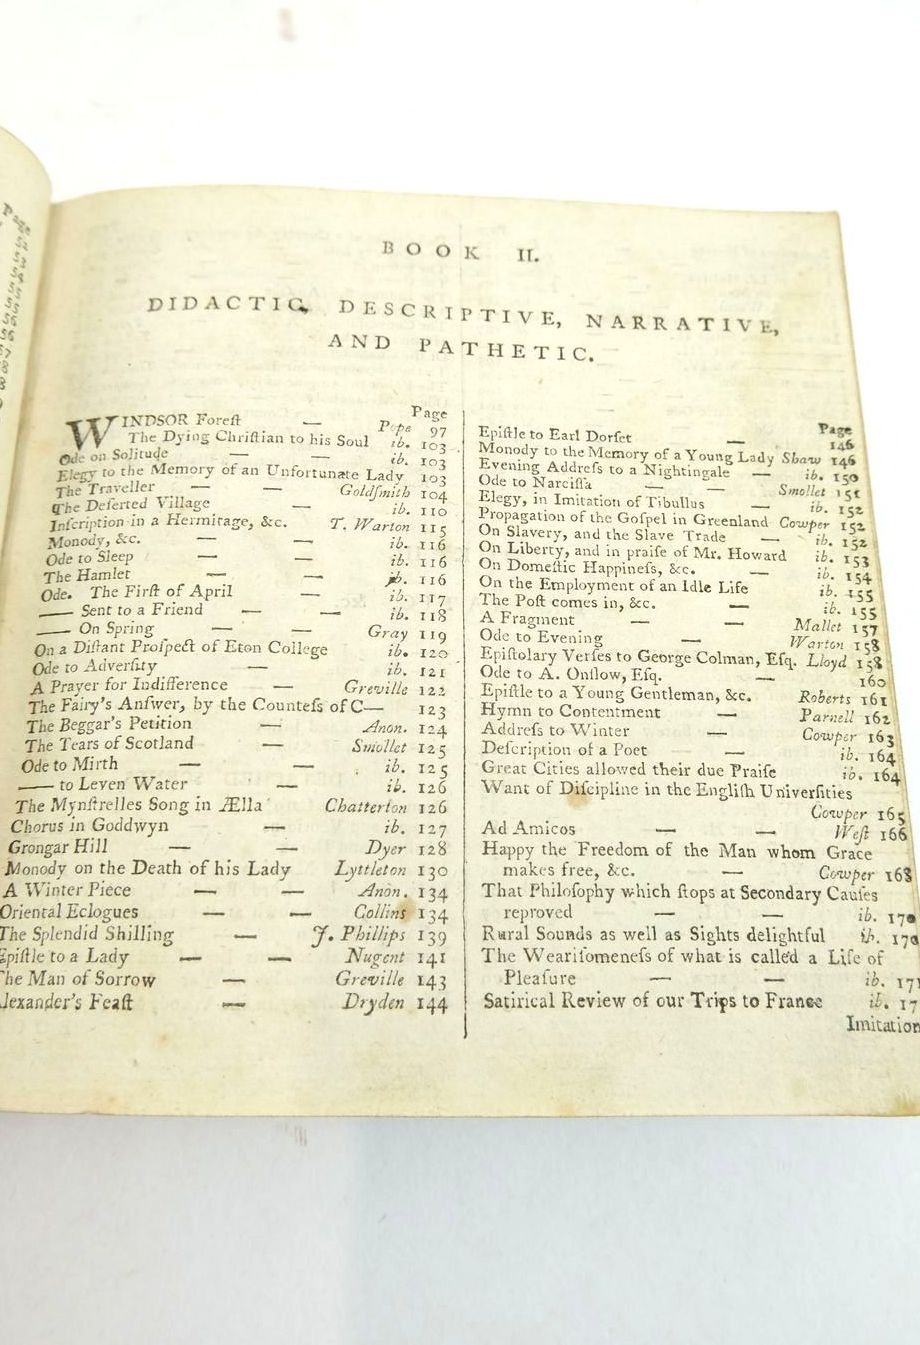 BOOK II.
DIDACTIC, DESCRIPTIVE, NARRATIVE,
AND PATHETIC.
Page
WINDSOR Foreſt — Pope 97
The Dying Chriſtian to his Soul ib. 103
Ode on Solitude — — ib. 103
Elegy to the Memory of an Unfortunate Lady 103
The Traveller — — Goldſmith 104
The Deſerted Village — ib. 110
Inſcription in a Hermitage, &c. T. Warton 115
Monody, &c. — — ib. 116
Ode to Sleep — — ib. 116
The Hamlet — — ib. 116
Ode. The Firſt of April — ib. 117
—— Sent to a Friend — — ib. 118
—— On Spring — — Gray 119
On a Diſtant Proſpect of Eton College ib. 120
Ode to Adverſity — ib. 121
A Prayer for Indifference — Greville 122
The Fairy's Anſwer, by the Counteſs of C— 123
The Beggar's Petition — Anon. 124
The Tears of Scotland — Smollet 125
Ode to Mirth — — ib. 125
—— to Leven Water — ib. 126
The Mynſtrelles Song in Ælla Chatterton 126
Chorus in Goddwyn — ib. 127
Grongar Hill — — Dyer 128
Monody on the Death of his Lady Lyttleton 130
A Winter Piece — — Anon. 134
Oriental Eclogues — — Collins 134
The Splendid Shilling — J. Phillips 139
Epiſtle to a Lady — — Nugent 141
The Man of Sorrow — Greville 143
Alexander's Feaſt — Dryden 144
Page
Epiſtle to Earl Dorſet — 146
Monody to the Memory of a Young Lady Shaw 146
Evening Addreſs to a Nightingale — ib. 150
Ode to Narciſſa — — Smollet 151
Elegy, in Imitation of Tibullus — ib. 152
Propagation of the Goſpel in Greenland Cowper 152
On Slavery, and the Slave Trade — ib. 152
On Liberty, and in praiſe of Mr. Howard ib. 153
On Domeſtic Happineſs, &c. — ib. 154
On the Employment of an Idle Life ib. 155
The Poſt comes in, &c. — ib. 155
A Fragment — — Mallet 157
Ode to Evening — Warton 158
Epiſtolary Verſes to George Colman, Eſq. Lloyd 158
Ode to A. Onſlow, Eſq. — 160
Epiſtle to a Young Gentleman, &c. Roberts 161
Hymn to Contentment — Parnell 162
Addreſs to Winter — Cowper 163
Deſcription of a Poet — ib. 164
Great Cities allowed their due Praiſe ib. 164
Want of Diſcipline in the Engliſh Univerſities
Cowper 165
Ad Amicos — — Weſt 166
Happy the Freedom of the Man whom Grace
makes free, &c. — Cowper 168
That Philoſophy which ſtops at Secondary Cauſes
reproved — — ib. 170
Rural Sounds as well as Sights delightful ib. 170
The Weariſomeneſs of what is called a Life of
Pleaſure — — ib. 171
Satirical Review of our Trips to France ib. 17
Imitation